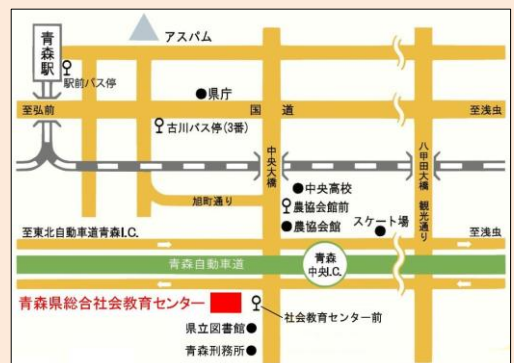 アスパム
青森駅
駅前バス停
県庁
至弘前
国道
至浅虫
古川バス停(3番)
中央大橋
八甲田大橋 観光通り
中央高校
旭町通り
農協会館前
スケート場
至東北自動車道青森I.C.
農協会館
至浅虫
青森自動車道
青森
中央I.C.
青森県総合社会教育センター
社会教育センター前
県立図書館
青森刑務所